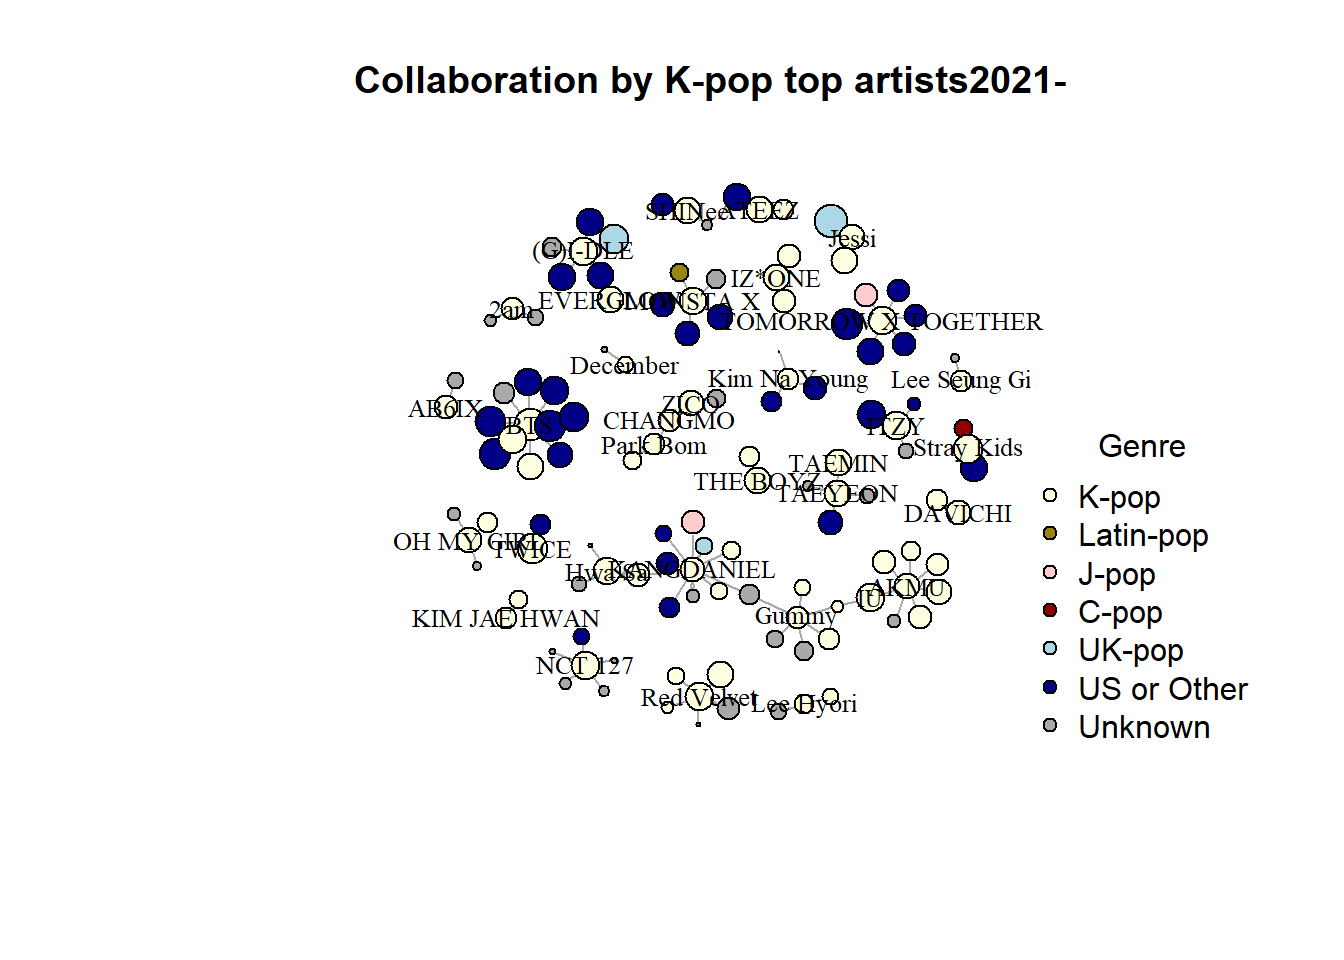 Collaboration by K-pop top artists2021-
SHINee
ATEEZ
Jessi
(G)I-DLE
IZ*ONE
EVERGLOW
MONSTA X
2am
TOMORROW X TOGETHER
December
Kim Na Young
Lee Seung Gi
AB6IX
ZICO
CHANGMO
BTS
ITZY
Park Bom
Stray Kids
TAEMIN
THE BOYZ
TAEYEON
DAVICHI
OH MY GIRL
TWICE
HwaSa
KANGDANIEL
AKMU
IU
Gummy
KIM JAE HWAN
NCT 127
Red Velvet
Lee Hyori
Genre
K-pop
Latin-pop
J-pop
C-pop
UK-pop
US or Other
Unknown